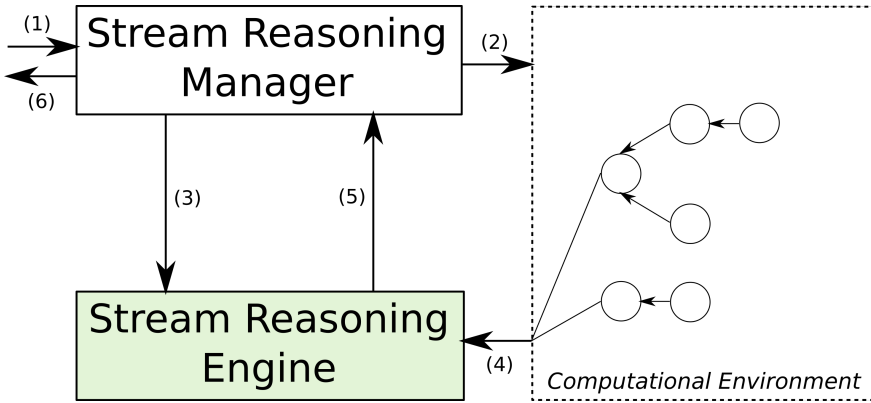 (1)
Stream Reasoning
Manager
(2)
(6)
(3)
(5)
Stream Reasoning
Engine
(4)
Computational Environment